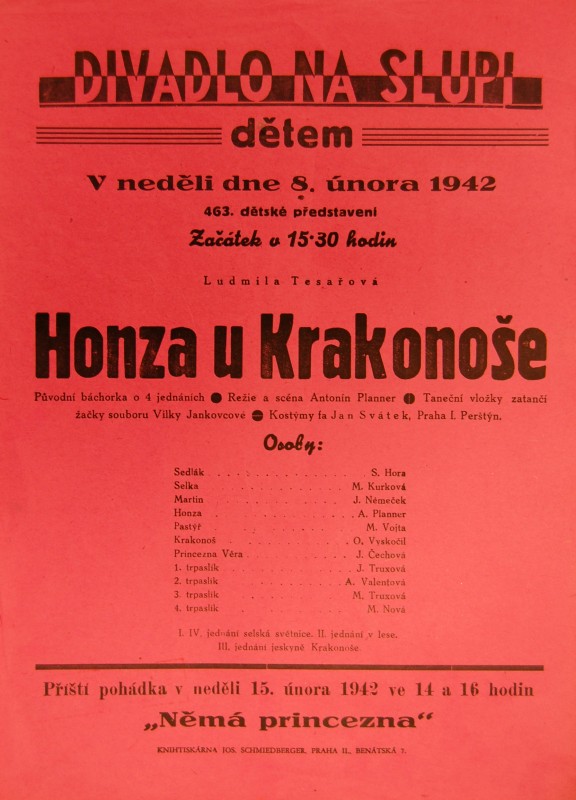 DIVADLO NA SLUPI
dětem
V neděli dne 8. února 1942
463. dětské představení
Začátek v 15·30 hodin
Ludmila Tesařová
Honza u Krakonoše
Původní báchorka o 4 jednáních ● Režie a scéna Antonín Planner ● Taneční vložky zatančí
žačky souboru Vilky Jankovcové ● Kostýmy fa Jan Svátek, Praha I. Perštýn.
Osoby:
Sedlák . . . . . . . . . . S. Hora
Selka . . . . . . . . . . M. Kurková
Martin . . . . . . . . . . J. Němeček
Honza . . . . . . . . . . A. Planner
Pastýř . . . . . . . . . . M. Vojta
Krakonoš . . . . . . . . . . O. Vyskočil
Princezna Věra . . . . . . . . . . J. Čechová
1. trpaslík . . . . . . . . . . J. Truxová
2. trpaslík . . . . . . . . . . A. Valentová
3. trpaslík . . . . . . . . . . M. Truxová
4. trpaslík . . . . . . . . . . M. Nová
I. IV. jednání selská světnice. II. jednání v lese.
III. jednání jeskyně Krakonoše.
Příští pohádka v neděli 15. února 1942 ve 14 a 16 hodin
„Němá princezna“
KNIHTISKÁRNA JOS. SCHMIEDBERGER, PRAHA II., BENÁTSKÁ 7.